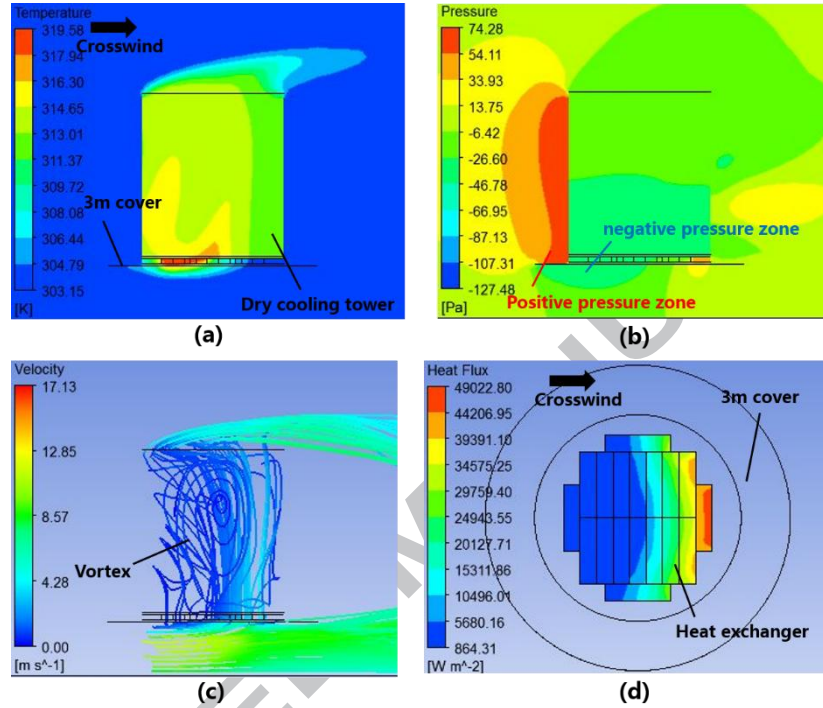 Temperature
319.58
317.94
316.30
314.65
313.01
311.37
309.72
308.08
306.44
304.79
303.15
[K]
Crosswind
3m cover
Dry cooling tower
(a)
Pressure
74.28
54.11
33.93
13.75
-6.42
-26.60
-46.78
-66.95
-87.13
-107.31
-127.48
[Pa]
negative pressure zone
Positive pressure zone
(b)
Velocity
17.13
12.85
8.57
4.28
0.00
[m s^-1]
Vortex
(c)
Heat Flux
49022.80
44206.95
39391.10
34575.25
29759.40
24943.55
20127.71
15311.86
10496.01
5680.16
864.31
[W m^-2]
Crosswind
3m cover
Heat exchanger
(d)